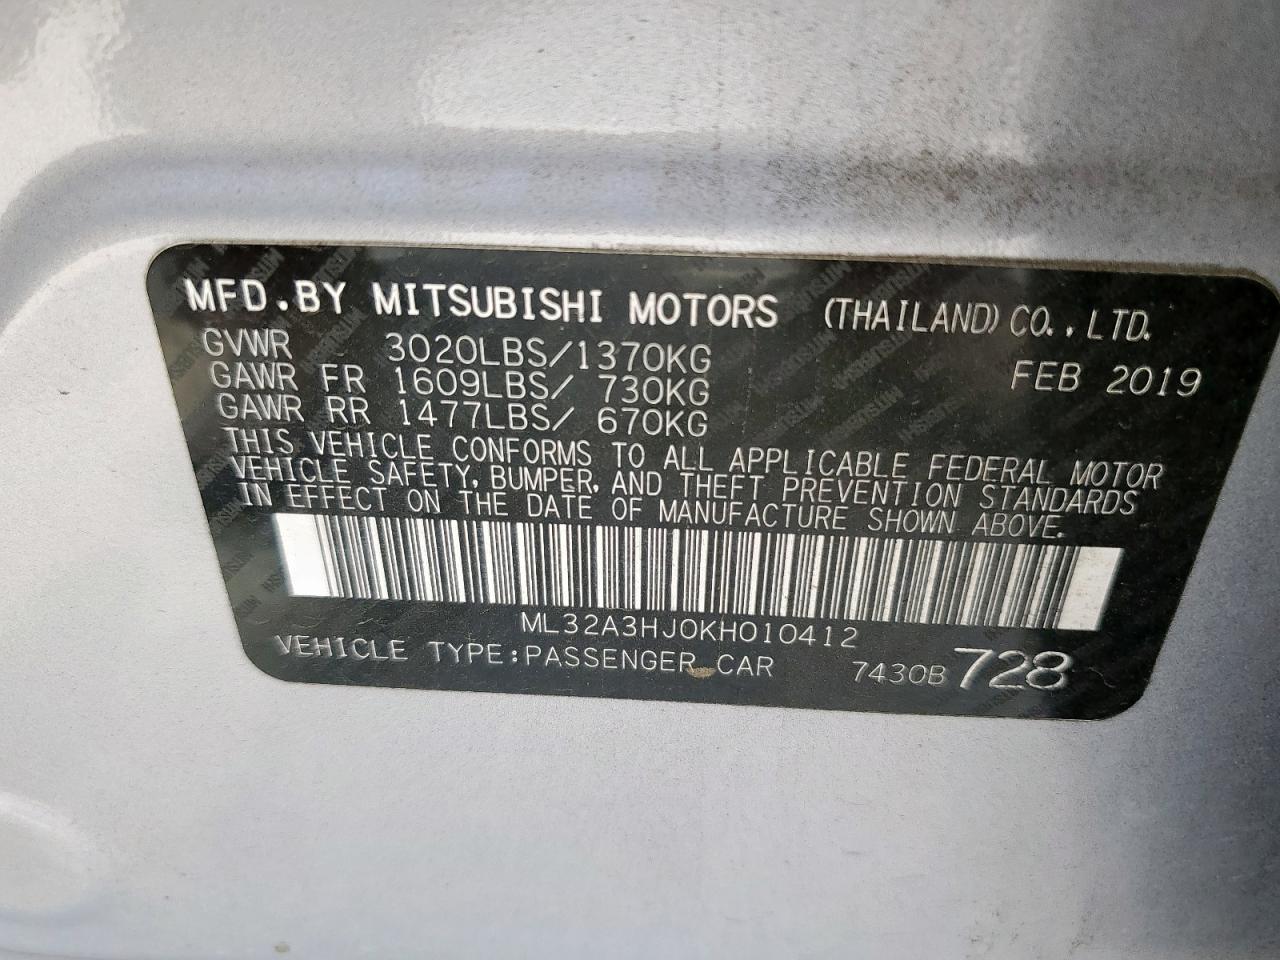 MFD.BY MITSUBISHI MOTORS (THAILAND) CO.,LTD.
GVWR 3020LBS/1370KG FEB 2019
GAWR FR 1609LBS/ 730KG
GAWR RR 1477LBS/ 670KG
THIS VEHICLE CONFORMS TO ALL APPLICABLE FEDERAL MOTOR
VEHICLE SAFETY, BUMPER, AND THEFT PREVENTION STANDARDS
IN EFFECT ON THE DATE OF MANUFACTURE SHOWN ABOVE.
ML32A3HJ0KH010412
VEHICLE TYPE:PASSENGER CAR 7430B 728